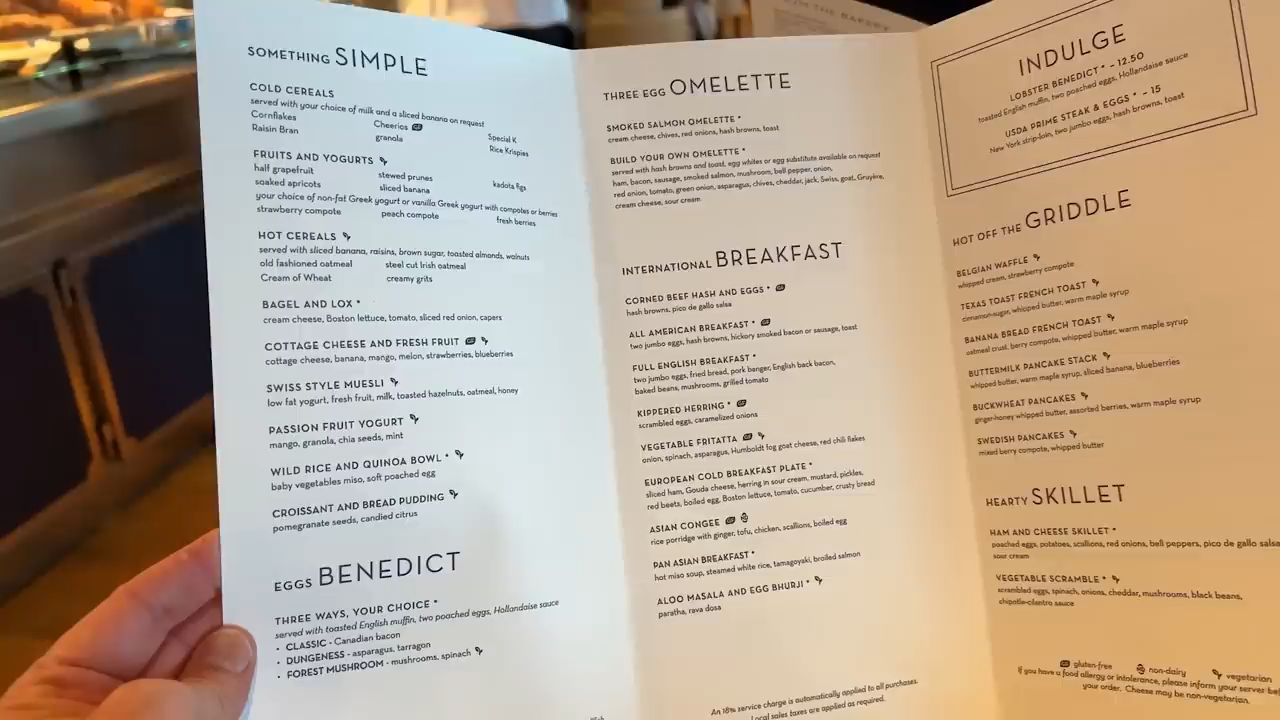 SOMETHING SIMPLE
COLD CEREALS
served with your choice of milk and a sliced banana on request
Cornflakes Cheerios Special K
Raisin Bran granola Rice Krispies
FRUITS AND YOGURTS
half grapefruit stewed prunes kadota figs
soaked apricots sliced banana
your choice of non-fat Greek yogurt or vanilla Greek yogurt with compotes or berries
strawberry compote peach compote fresh berries
HOT CEREALS
served with sliced banana, raisins, brown sugar, toasted almonds, walnuts
old fashioned oatmeal steel cut Irish oatmeal
Cream of Wheat creamy grits
BAGEL AND LOX *
cream cheese, Boston lettuce, tomato, sliced red onion, capers
COTTAGE CHEESE AND FRESH FRUIT
cottage cheese, banana, mango, melon, strawberries, blueberries
SWISS STYLE MUESLI
low fat yogurt, fresh fruit, milk, toasted hazelnuts, oatmeal, honey
PASSION FRUIT YOGURT
mango, granola, chia seeds, mint
WILD RICE AND QUINOA BOWL *
baby vegetables miso, soft poached egg
CROISSANT AND BREAD PUDDING
pomegranate seeds, candied citrus
EGGS BENEDICT
THREE WAYS, YOUR CHOICE *
served with toasted English muffin, two poached eggs, Hollandaise sauce
• CLASSIC - Canadian bacon
• DUNGENESS - asparagus, tarragon
• FOREST MUSHROOM - mushrooms, spinach
THREE EGG OMELETTE
SMOKED SALMON OMELETTE *
cream cheese, chives, red onions, hash browns, toast
BUILD YOUR OWN OMELETTE *
served with hash browns and toast, egg whites or egg substitute available on request
ham, bacon, sausage, smoked salmon, mushroom, bell pepper, onion,
red onion, tomato, green onion, asparagus, chives, cheddar, jack, Swiss, goat, Gruyère,
cream cheese, sour cream
INTERNATIONAL BREAKFAST
CORNED BEEF HASH AND EGGS *
hash browns, pico de gallo salsa
ALL AMERICAN BREAKFAST *
two jumbo eggs, hash browns, hickory smoked bacon or sausage, toast
FULL ENGLISH BREAKFAST *
two jumbo eggs, fried bread, pork banger, English back bacon,
baked beans, mushrooms, grilled tomato
KIPPERED HERRING *
scrambled eggs, caramelized onions
VEGETABLE FRITATTA
onion, spinach, asparagus, Humboldt fog goat cheese, red chili flakes
EUROPEAN COLD BREAKFAST PLATE *
sliced ham, Gouda cheese, herring in sour cream, mustard, pickles,
red beets, boiled egg, Boston lettuce, tomato, cucumber, crusty bread
ASIAN CONGEE
rice porridge with ginger, tofu, chicken, scallions, boiled egg
PAN ASIAN BREAKFAST *
hot miso soup, steamed white rice, tamagoyaki, broiled salmon
ALOO MASALA AND EGG BHURJI *
paratha, rava dosa
An 18% service charge is automatically applied to all purchases.
Local sales taxes are applied as required.
INDULGE
LOBSTER BENEDICT * - 12.50
toasted English muffin, two poached eggs, Hollandaise sauce
USDA PRIME STEAK & EGGS * - 15
New York strip-loin, two jumbo eggs, hash browns, toast
HOT OFF THE GRIDDLE
BELGIAN WAFFLE
whipped cream, strawberry compote
TEXAS TOAST FRENCH TOAST
cinnamon-sugar, whipped butter, warm maple syrup
BANANA BREAD FRENCH TOAST
oatmeal crust, berry compote, whipped butter, warm maple syrup
BUTTERMILK PANCAKE STACK
whipped butter, warm maple syrup, sliced banana, blueberries
BUCKWHEAT PANCAKES
ginger-honey whipped butter, assorted berries, warm maple syrup
SWEDISH PANCAKES
mixed berry compote, whipped butter
HEARTY SKILLET
HAM AND CHEESE SKILLET *
poached eggs, potatoes, scallions, red onions, bell peppers, pico de gallo salsa
sour cream
VEGETABLE SCRAMBLE *
scrambled eggs, spinach, onions, cheddar, mushrooms, black beans,
chipotle-cilantro sauce
gluten-free non-dairy vegetarian
If you have a food allergy or intolerance, please inform your server
your order. Cheese may be non-vegetarian.